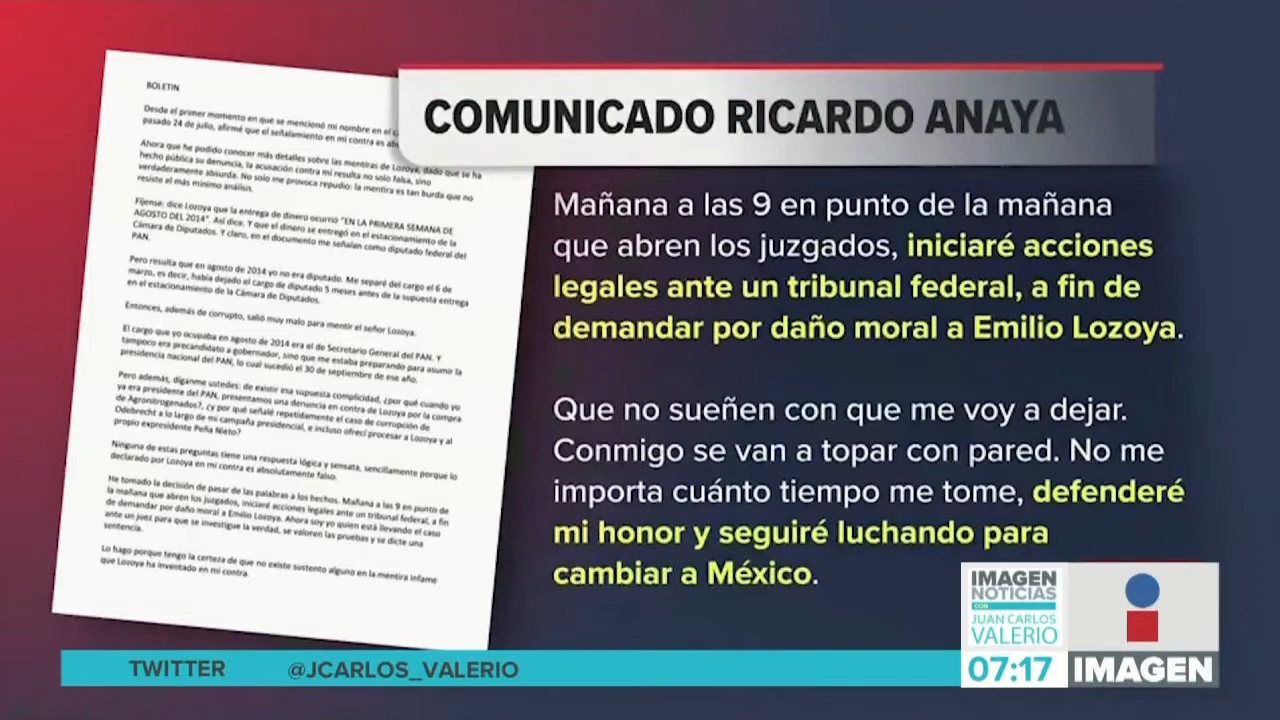 BOLETIN
Desde el primer momento en que se mencionó mi nombre en el
pasado 24 de julio, afirmé que el señalamiento en mi contra es
Ahora que he podido conocer más detalles sobre las mentiras de Lozoya, dado que se ha
hecho pública su denuncia, la acusación contra mí resulta no solo falsa, sino
verdaderamente absurda. No solo me provoca repudio: la mentira es tan burda que no
resiste el más mínimo análisis.
Fíjense: dice Lozoya que la entrega de dinero ocurrió "EN LA PRIMERA SEMANA DE
AGOSTO DEL 2014". Así dice. Y que el dinero se entregó en el estacionamiento de la
Cámara de Diputados. Y claro, en el documento me señalan como diputado federal del
PAN.
Pero resulta que en agosto de 2014 yo no era diputado. Me separé del cargo el 6 de
marzo, es decir, había dejado el cargo de diputado 5 meses antes de la supuesta entrega
en el estacionamiento de la Cámara de Diputados.
Entonces, además de corrupto, salió muy malo para mentir el señor Lozoya.
El cargo que yo ocupaba en agosto de 2014 era el de Secretario General del PAN. Y
tampoco era precandidato a gobernador, sino que me estaba preparando para asumir la
presidencia nacional del PAN, lo cual sucedió el 30 de septiembre de ese año.
Pero además, díganme ustedes: de existir esa supuesta complicidad, ¿por qué cuando yo
ya era presidente del PAN, presentamos una denuncia en contra de Lozoya por la compra
de Agronitrogenados?, ¿y por qué señalé repetidamente el caso de corrupción de
Odebrecht a lo largo de mi campaña presidencial, e incluso ofrecí procesar a Lozoya y al
propio expresidente Peña Nieto?
Ninguna de estas preguntas tiene una respuesta lógica y sensata, sencillamente porque lo
declarado por Lozoya en mi contra es absolutamente falso.
He tomado la decisión de pasar de las palabras a los hechos. Mañana a las 9 en punto de
la mañana que abren los juzgados, iniciaré acciones legales ante un tribunal federal, a fin
de demandar por daño moral a Emilio Lozoya. Ahora soy yo quien está llevando el caso
ante un juez para que se investigue la verdad, se valoren las pruebas y se dicte una
sentencia.
Lo hago porque tengo la certeza de que no existe sustento alguno en la mentira infame
que Lozoya ha inventado en mi contra.
COMUNICADO RICARDO ANAYA
Mañana a las 9 en punto de la mañana
que abren los juzgados, iniciaré acciones
legales ante un tribunal federal, a fin de
demandar por daño moral a Emilio Lozoya.
Que no sueñen con que me voy a dejar.
Conmigo se van a topar con pared. No me
importa cuánto tiempo me tome, defenderé
mi honor y seguiré luchando para
cambiar a México.
IMAGEN
NOTICIAS
CON
JUAN CARLOS
VALERIO
07:17
IMAGEN
TWITTER @JCARLOS_VALERIO